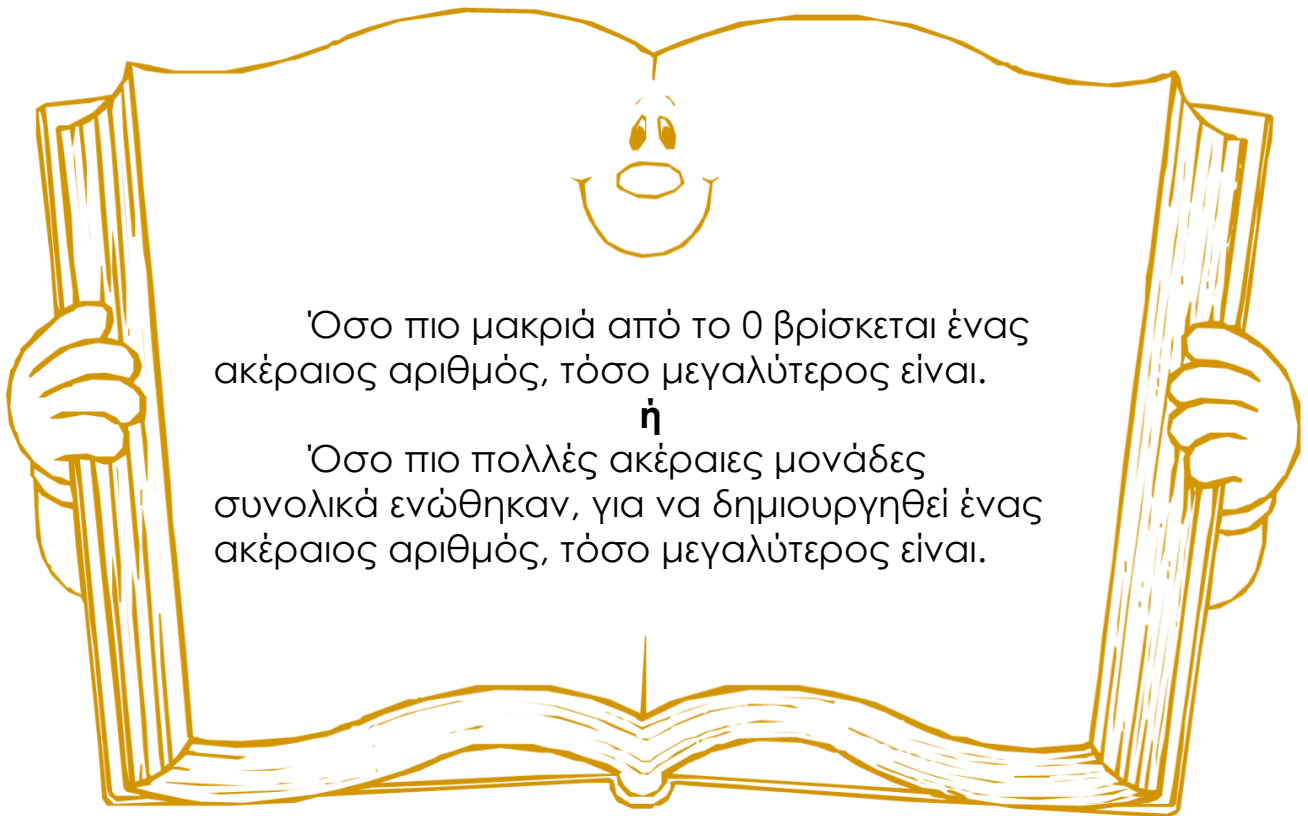 Όσο πιο μακριά από το 0 βρίσκεται ένας
ακέραιος αριθμός, τόσο μεγαλύτερος είναι.
ή
Όσο πιο πολλές ακέραιες μονάδες
συνολικά ενώθηκαν, για να δημιουργηθεί ένας
ακέραιος αριθμός, τόσο μεγαλύτερος είναι.